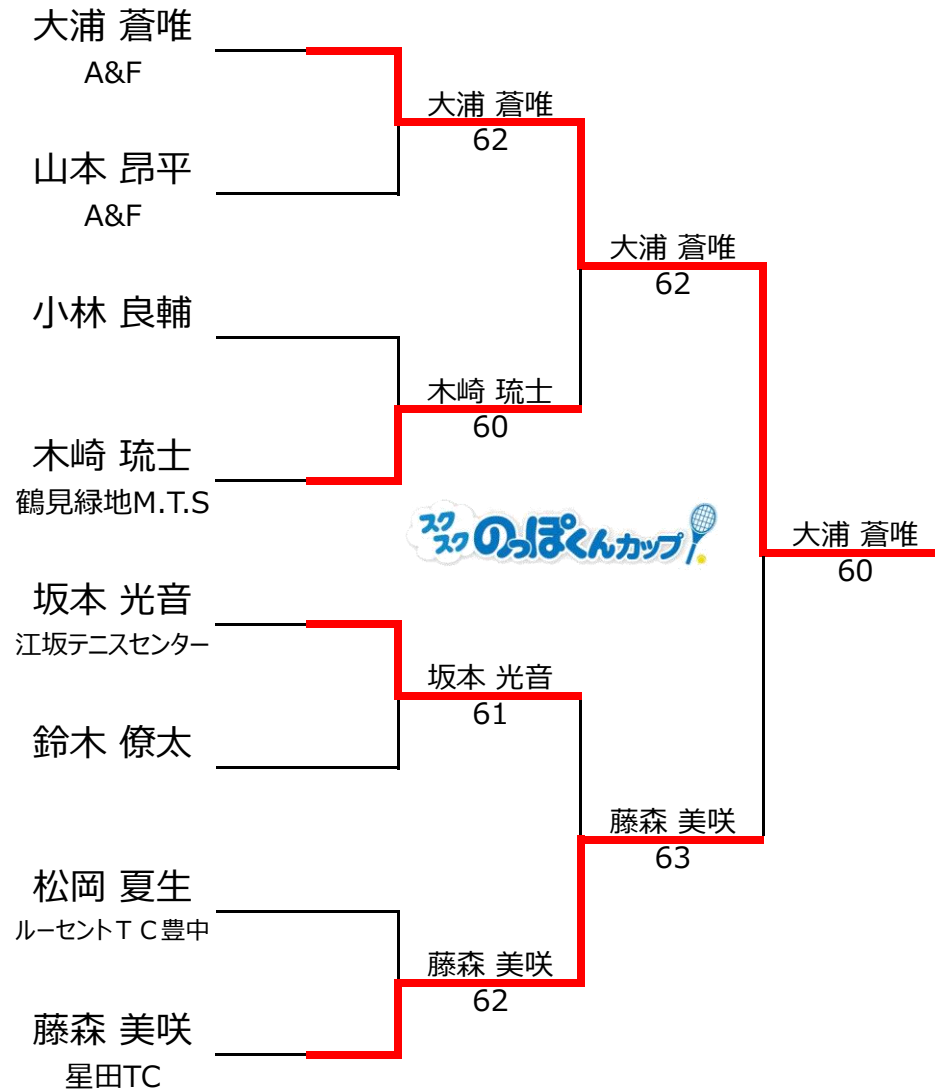 大浦 蒼唯
A&F
大浦 蒼唯
62
山本 昂平
A&F
大浦 蒼唯
62
小林 良輔
木崎 琉士
60
木崎 琉士
鶴見緑地M.T.S
スクスク のっぽくんカップ
大浦 蒼唯
60
坂本 光音
江坂テニスセンター
坂本 光音
61
鈴木 僚太
藤森 美咲
63
松岡 夏生
ルーセントTC豊中
藤森 美咲
62
藤森 美咲
星田TC